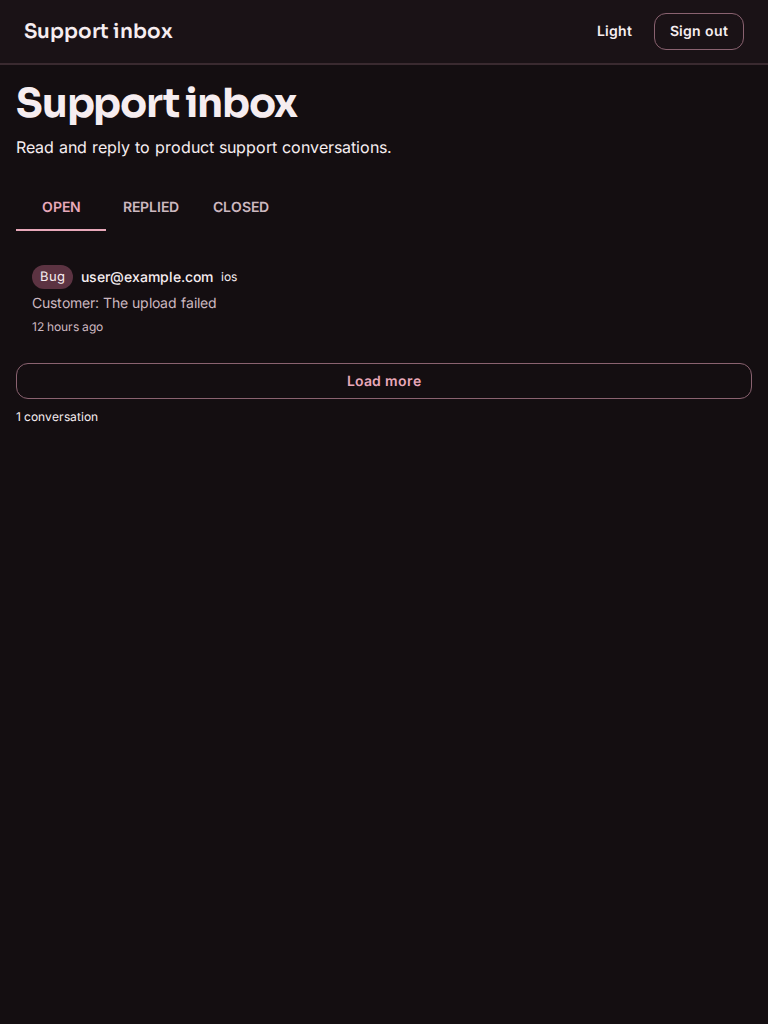 Support inbox
Light
Sign out
Support inbox
Read and reply to product support conversations.
OPEN
REPLIED
CLOSED
Bug user@example.com ios
Customer: The upload failed
12 hours ago
Load more
1 conversation